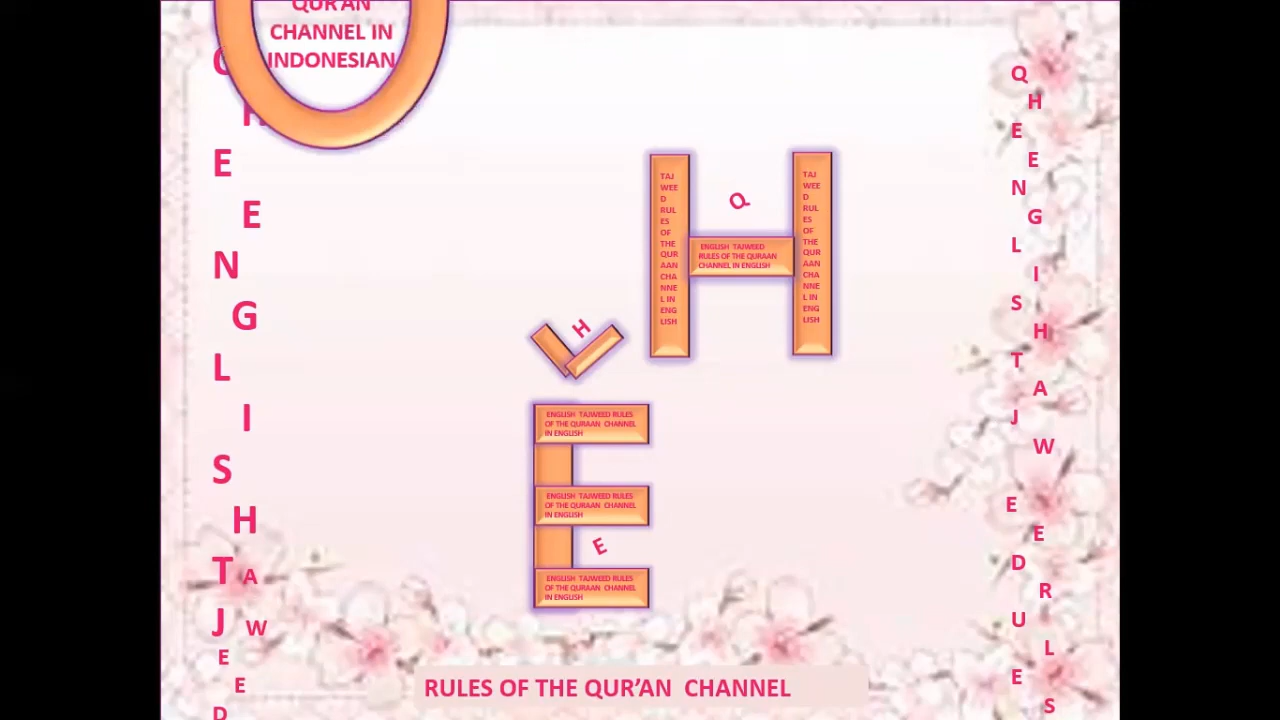 QUR'AN
CHANNEL IN
INDONESIAN
H
E
E
N
G
L
I
S
H
T A
J W
E
E
D
Q
H
E
E
N
G
L
I
S
H
T
A
J
W
E
E
D
R
U
L
E
S
TAJ
WEE
D
RUL
ES
OF
THE
QUR
AAN
CHA
NNE
L IN
ENG
LISH
Q
ENGLISH TAJWEED
RULES OF THE QURAAN
CHANNEL IN ENGLISH
TAJ
WEE
D
RUL
ES
OF
THE
QUR
AAN
CHA
NNE
L IN
ENG
LISH
H
ENGLISH TAJWEED RULES
OF THE QURAAN CHANNEL
IN ENGLISH
ENGLISH TAJWEED RULES
OF THE QURAAN CHANNEL
IN ENGLISH
E
ENGLISH TAJWEED RULES
OF THE QURAAN CHANNEL
IN ENGLISH
RULES OF THE QUR'AN CHANNEL